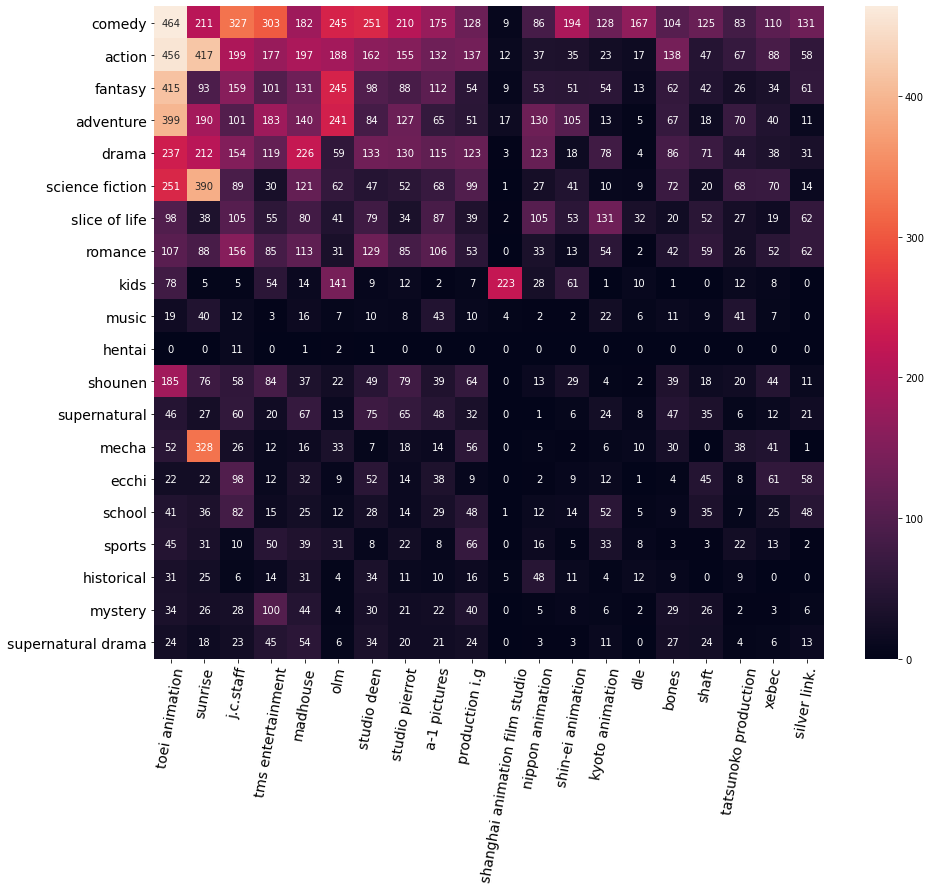 comedy 464 211 327 303 182 245 251 210 175 128 9 86 194 128 167 104 125 83 110 131
action 456 417 199 177 197 188 162 155 132 137 12 37 35 23 17 138 47 67 88 58
fantasy 415 93 159 101 131 245 98 88 112 54 9 53 51 54 13 62 42 26 34 61
adventure 399 190 101 183 140 241 84 127 65 51 17 130 105 13 5 67 18 70 40 11
drama 237 212 154 119 226 59 133 130 115 123 3 123 18 78 4 86 71 44 38 31
science fiction 251 390 89 30 121 62 47 52 68 99 1 27 41 10 9 72 20 68 70 14
slice of life 98 38 105 55 80 41 79 34 87 39 2 105 53 131 32 20 52 27 19 62
romance 107 88 156 85 113 31 129 85 106 53 0 33 13 54 2 42 59 26 52 62
kids 78 5 5 54 14 141 9 12 2 7 223 28 61 1 10 1 0 12 8 0
music 19 40 12 3 16 7 10 8 43 10 4 2 2 22 6 11 9 41 7 0
hentai 0 0 11 0 1 2 1 0 0 0 0 0 0 0 0 0 0 0 0 0
shounen 185 76 58 84 37 22 49 79 39 64 0 13 29 4 2 39 18 20 44 11
supernatural 46 27 60 20 67 13 75 65 48 32 0 1 6 24 8 47 35 6 12 21
mecha 52 328 26 12 16 33 7 18 14 56 0 5 2 6 10 30 0 38 41 1
ecchi 22 22 98 12 32 9 52 14 38 9 0 2 9 12 1 4 45 8 61 58
school 41 36 82 15 25 12 28 14 29 48 1 12 14 52 5 9 35 7 25 48
sports 45 31 10 50 39 31 8 22 8 66 0 16 5 33 8 3 3 22 13 2
historical 31 25 6 14 31 4 34 11 10 16 5 48 11 4 12 9 0 9 0 0
mystery 34 26 28 100 44 4 30 21 22 40 0 5 8 6 2 29 26 2 3 6
supernatural drama 24 18 23 45 54 6 34 20 21 24 0 3 3 11 0 27 24 4 6 13
toei animation
sunrise
j.c.staff
tms entertainment
madhouse
olm
studio deen
studio pierrot
a-1 pictures
production i.g
shanghai animation film studio
nippon animation
shin-ei animation
kyoto animation
dle
bones
shaft
tatsunoko production
xebec
silver link.
400
300
200
100
0